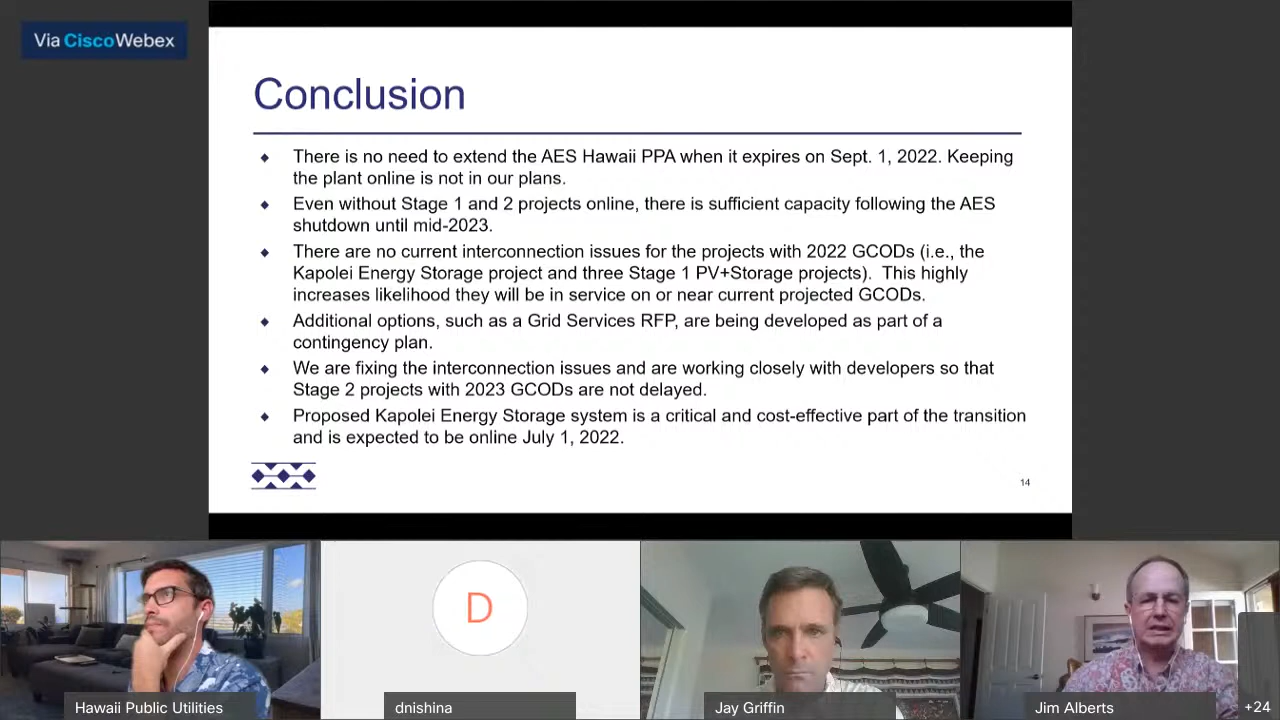 Via CiscoWebex
Conclusion
There is no need to extend the AES Hawaii PPA when it expires on Sept. 1, 2022. Keeping
the plant online is not in our plans.
Even without Stage 1 and 2 projects online, there is sufficient capacity following the AES
shutdown until mid-2023.
There are no current interconnection issues for the projects with 2022 GCODs (i.e., the
Kapolei Energy Storage project and three Stage 1 PV+Storage projects). This highly
increases likelihood they will be in service on or near current projected GCODs.
Additional options, such as a Grid Services RFP, are being developed as part of a
contingency plan.
We are fixing the interconnection issues and are working closely with developers so that
Stage 2 projects with 2023 GCODs are not delayed.
Proposed Kapolei Energy Storage system is a critical and cost-effective part of the transition
and is expected to be online July 1, 2022.
14
D
Hawaii Public Utilities
dnishina
Jay Griffin
Jim Alberts
+24